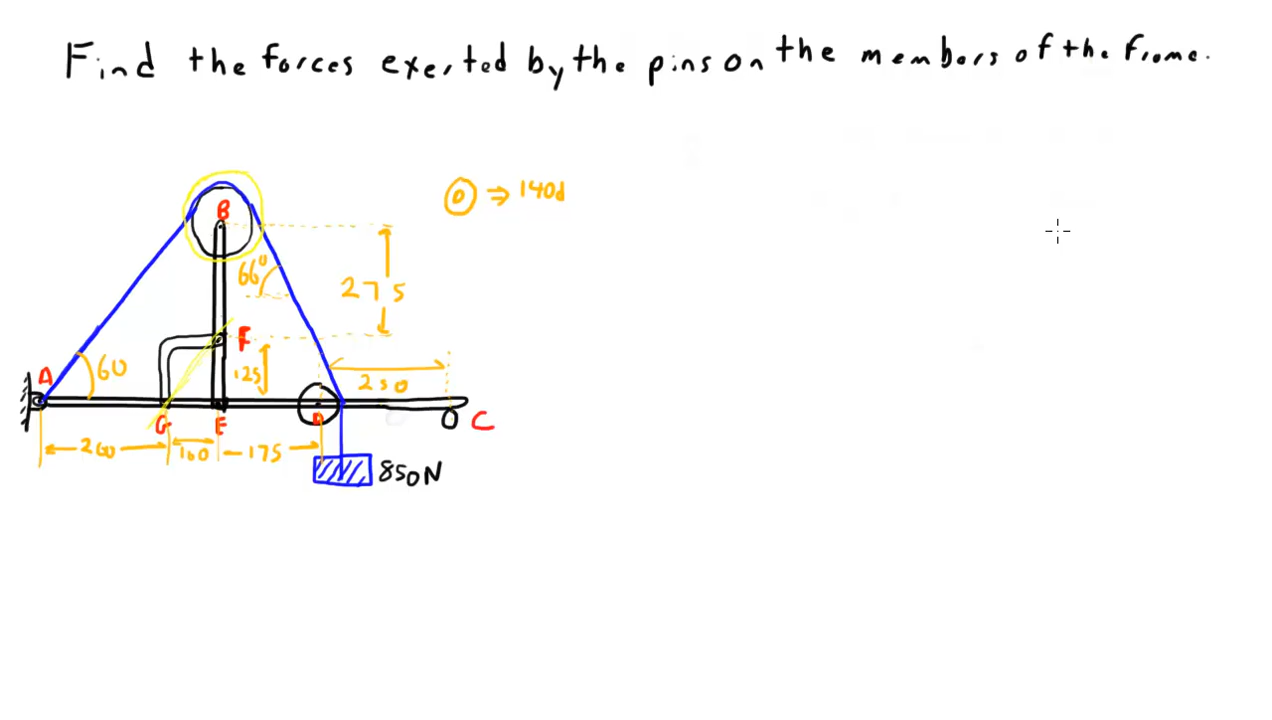 Find the forces exerted by the pins on the members of the frame.
B
D ⇒ 140d
66°
275
F
A
60
125
250
G
E
D
C
260
100
175
850N